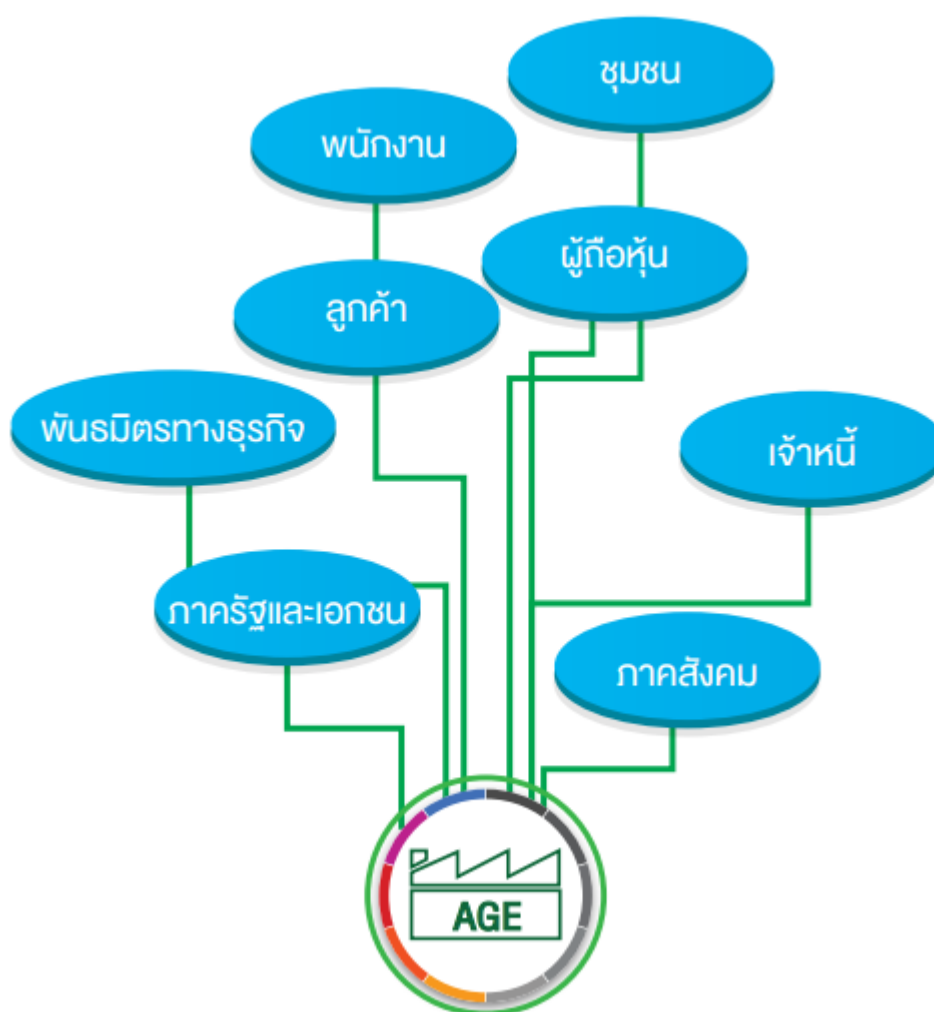 ชุมชน
พนักงาน
ผู้ถือหุ้น
ลูกค้า
พันธมิตรทางธุรกิจ
เจ้าหนี้
ภาครัฐและเอกชน
ภาคสังคม
AGE